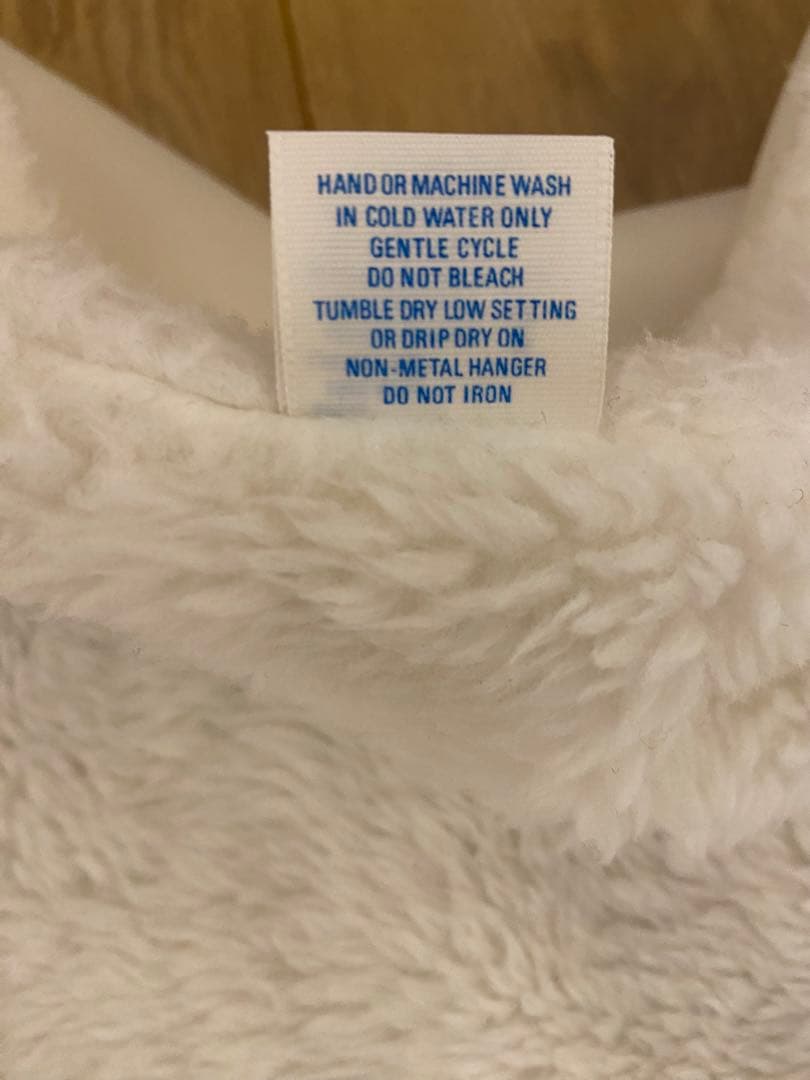 HAND OR MACHINE WASH
IN COLD WATER ONLY
GENTLE CYCLE
DO NOT BLEACH
TUMBLE DRY LOW SETTING
OR DRIP DRY ON
NON-METAL HANGER
DO NOT IRON